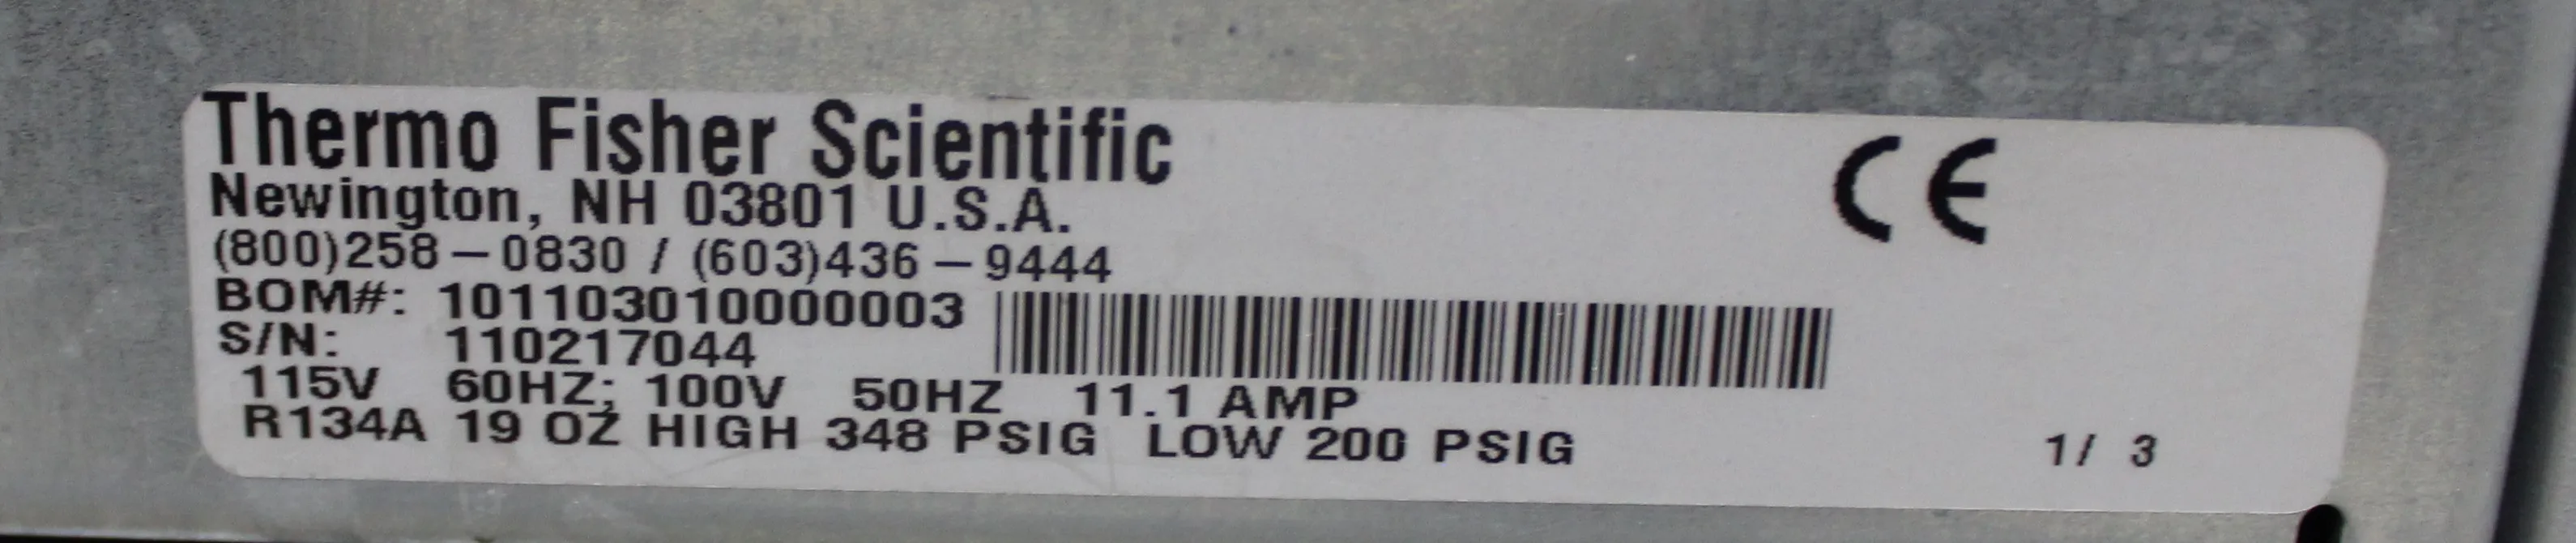 Thermo Fisher Scientific
CE
Newington, NH 03801 U.S.A.
(800)258-0830 / (603)436-9444
BOM#: 101103010000003
S/N: 110217044
115V 60HZ; 100V 50HZ 11.1 AMP
R134A 19 OZ HIGH 348 PSIG LOW 200 PSIG 1/ 3